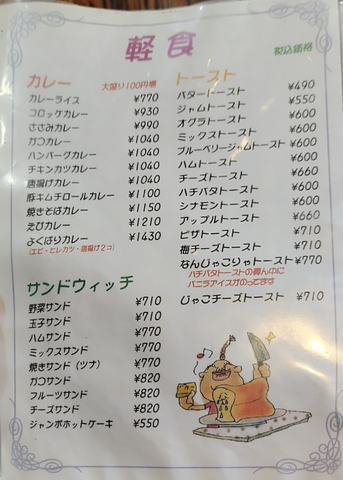 軽食
税込価格
カレー 大盛り100円増
カレーライス ¥770
コロッケカレー ¥930
ささみカレー ¥990
カツカレー ¥1040
ハンバーグカレー ¥1040
チキンカツカレー ¥1040
唐揚げカレー ¥1040
豚キムチロールカレー ¥1100
焼きそばカレー ¥1150
えびカレー ¥1210
よくばりカレー ¥1430
(エビ・ヒレカツ・唐揚げ2コ)
サンドウィッチ
野菜サンド ¥710
玉子サンド ¥710
ハムサンド ¥770
ミックスサンド ¥770
焼きサンド(ツナ) ¥770
カツサンド ¥820
フルーツサンド ¥820
チーズサンド ¥820
ジャンボホットケーキ ¥550
トースト
バタートースト ¥490
ジャムトースト ¥550
オグラトースト ¥600
ミックストースト ¥600
ブルーベリージャムトースト ¥600
ハムトースト ¥600
チーズトースト ¥660
ハチバタトースト ¥600
シナモントースト ¥600
アップルトースト ¥660
ピザトースト ¥710
梅チーズトースト ¥710
なんじゃこりゃトースト ¥770
ハチバタトーストの真ん中に
バニラアイスがのってまな
じゃこチーズトースト ¥710